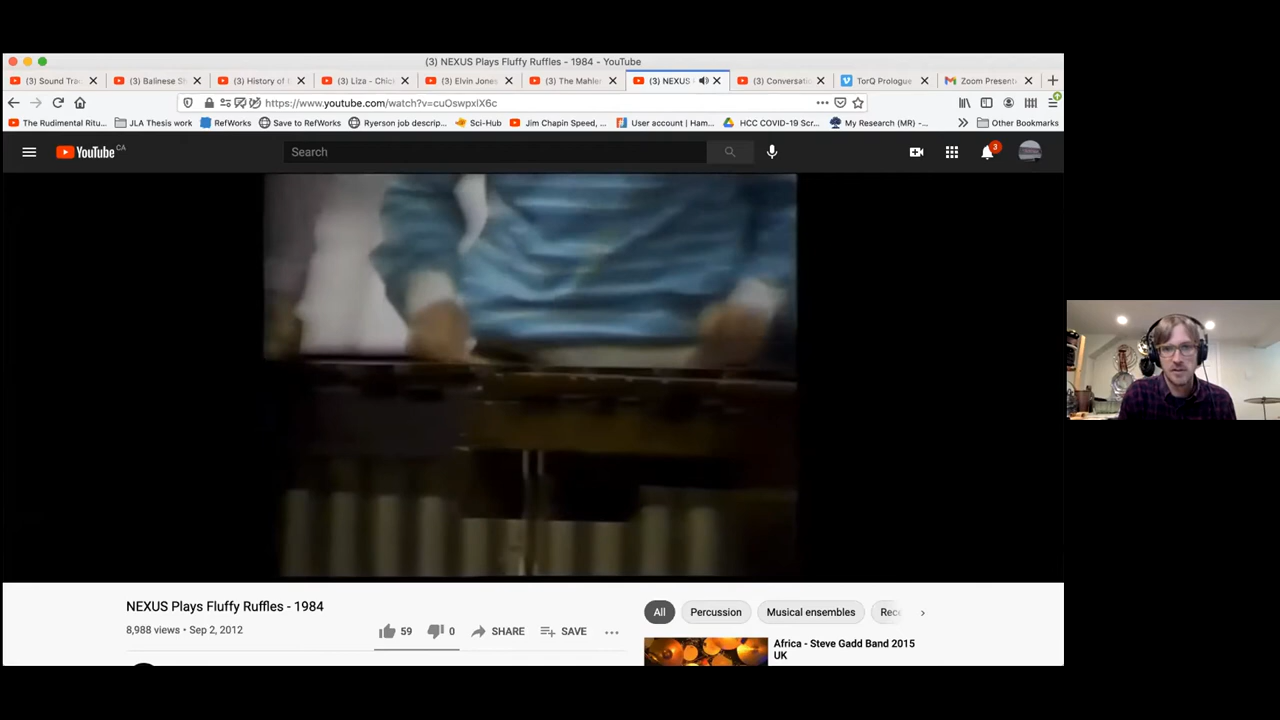 (3) NEXUS Plays Fluffy Ruffles - 1984 - YouTube
(3) Sound Tra
(3) Balinese S
(3) History of
(3) Liza - Chic
(3) Elvin Jones
(3) The Mahler
(3) NEXUS
(3) Conversati
TorQ Prologue
Zoom Present
https://www.youtube.com/watch?v=cuOswpxlX6c
The Rudimental Ritu...
JLA Thesis work
RefWorks
Save to RefWorks
Ryerson job descrip...
Sci-Hub
Jim Chapin Speed, ...
User account | Ham...
HCC COVID-19 Scr...
My Research (MR) -...
Other Bookmarks
YouTube CA
Search
3
NEXUS Plays Fluffy Ruffles - 1984
8,988 views • Sep 2, 2012
59
0
SHARE
SAVE
All
Percussion
Musical ensembles
Rece
Africa - Steve Gadd Band 2015
UK